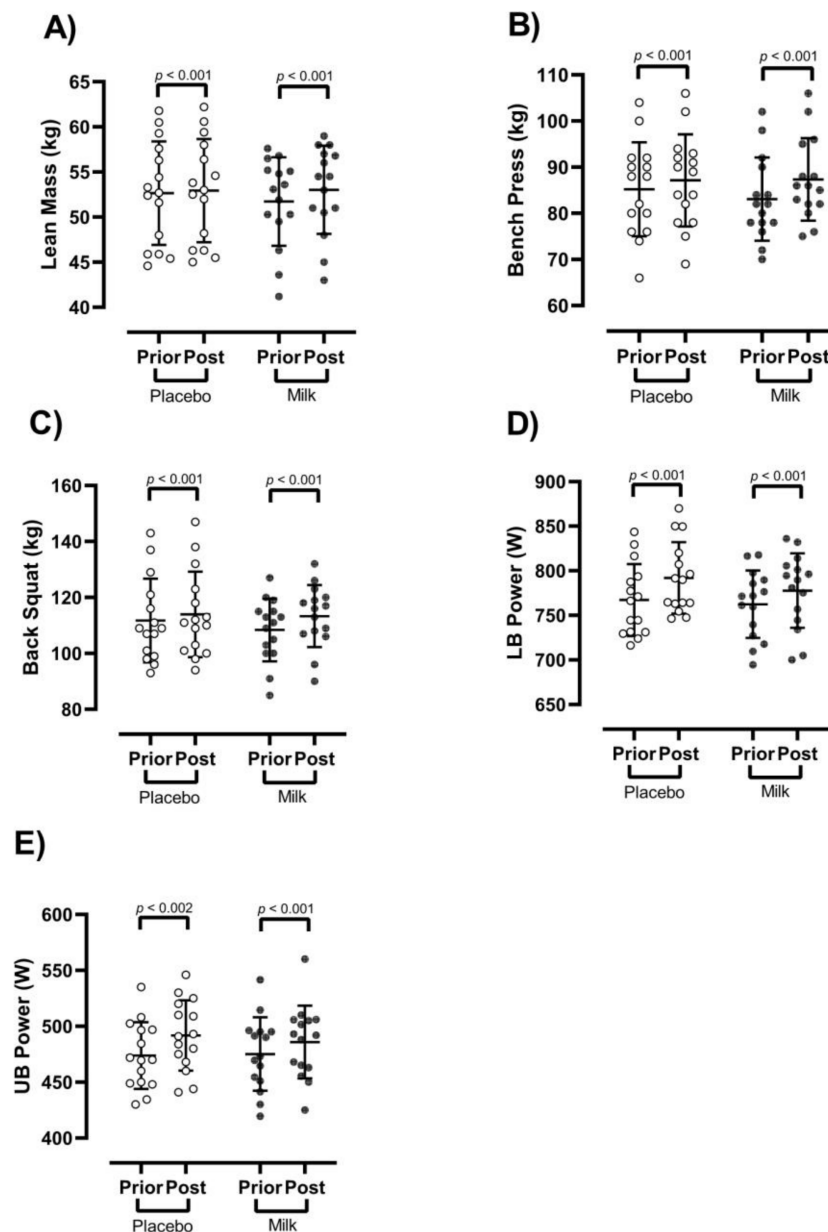 A)
p < 0.001 p < 0.001
65
60
55
50
45
40
Lean Mass (kg)
Prior Post Prior Post
Placebo Milk
B)
p < 0.001 p < 0.001
110
100
90
80
70
60
Bench Press (kg)
Prior Post Prior Post
Placebo Milk
C)
p < 0.001 p < 0.001
160
140
120
100
80
Back Squat (kg)
Prior Post Prior Post
Placebo Milk
D)
p < 0.001 p < 0.001
900
850
800
750
700
650
LB Power (W)
Prior Post Prior Post
Placebo Milk
E)
p < 0.002 p < 0.001
600
550
500
450
400
UB Power (W)
Prior Post Prior Post
Placebo Milk